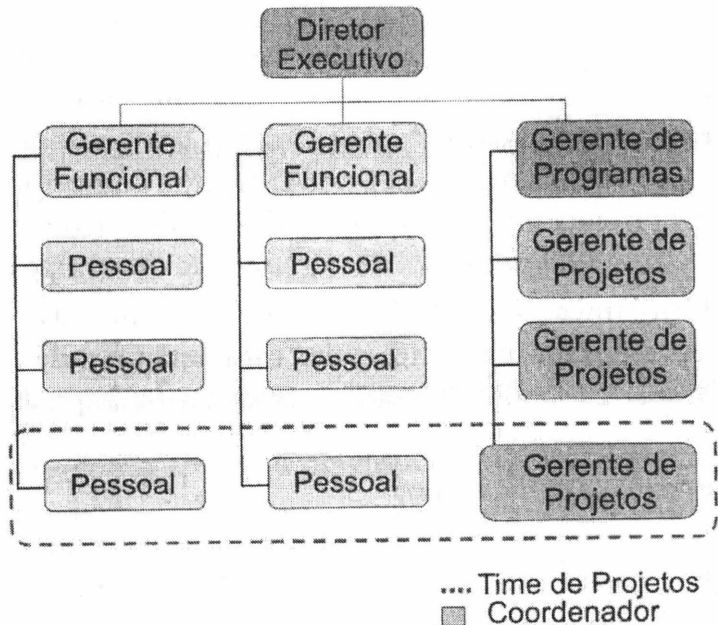 Diretor
Executivo
Gerente
Funcional
Gerente
Funcional
Gerente de
Programas
Pessoal
Pessoal
Gerente de
Projetos
Pessoal
Pessoal
Gerente de
Projetos
Pessoal
Pessoal
Gerente de
Projetos
Time de Projetos
Coordenador